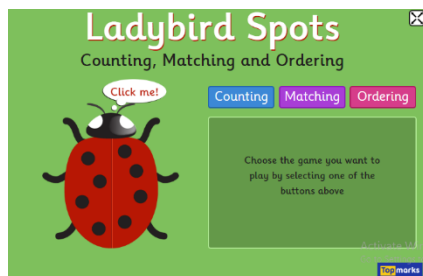 Ladybird Spots
Counting, Matching and Ordering
Click me!
Counting Matching Ordering
Choose the game you want to
play by selecting one of the
buttons above
Activate
Topmarks